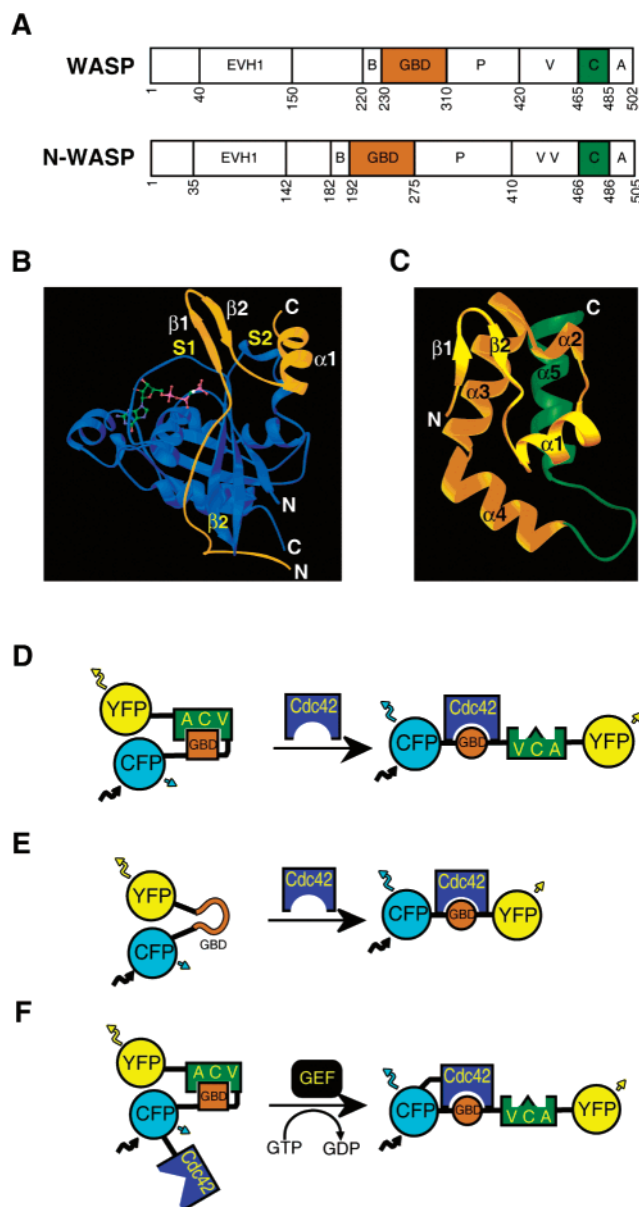 A
WASP
EVH1 B GBD P V C A
1 40 150 220 230 310 420 465 485 502
N-WASP
EVH1 B GBD P V V C A
1 35 142 182 192 275 410 466 486 505
B
C
β1 β2 S1 S2 C α1
β2 N C N
C α2 β1 β2 α5 α3 N α1 α4
D
YFP A C V GBD CFP
Cdc42
CFP Cdc42 GBD V C A YFP
E
YFP CFP GBD
Cdc42
CFP Cdc42 GBD YFP
F
YFP A C V GBD CFP Cdc42
GEF
GTP GDP
CFP Cdc42 GBD V C A YFP